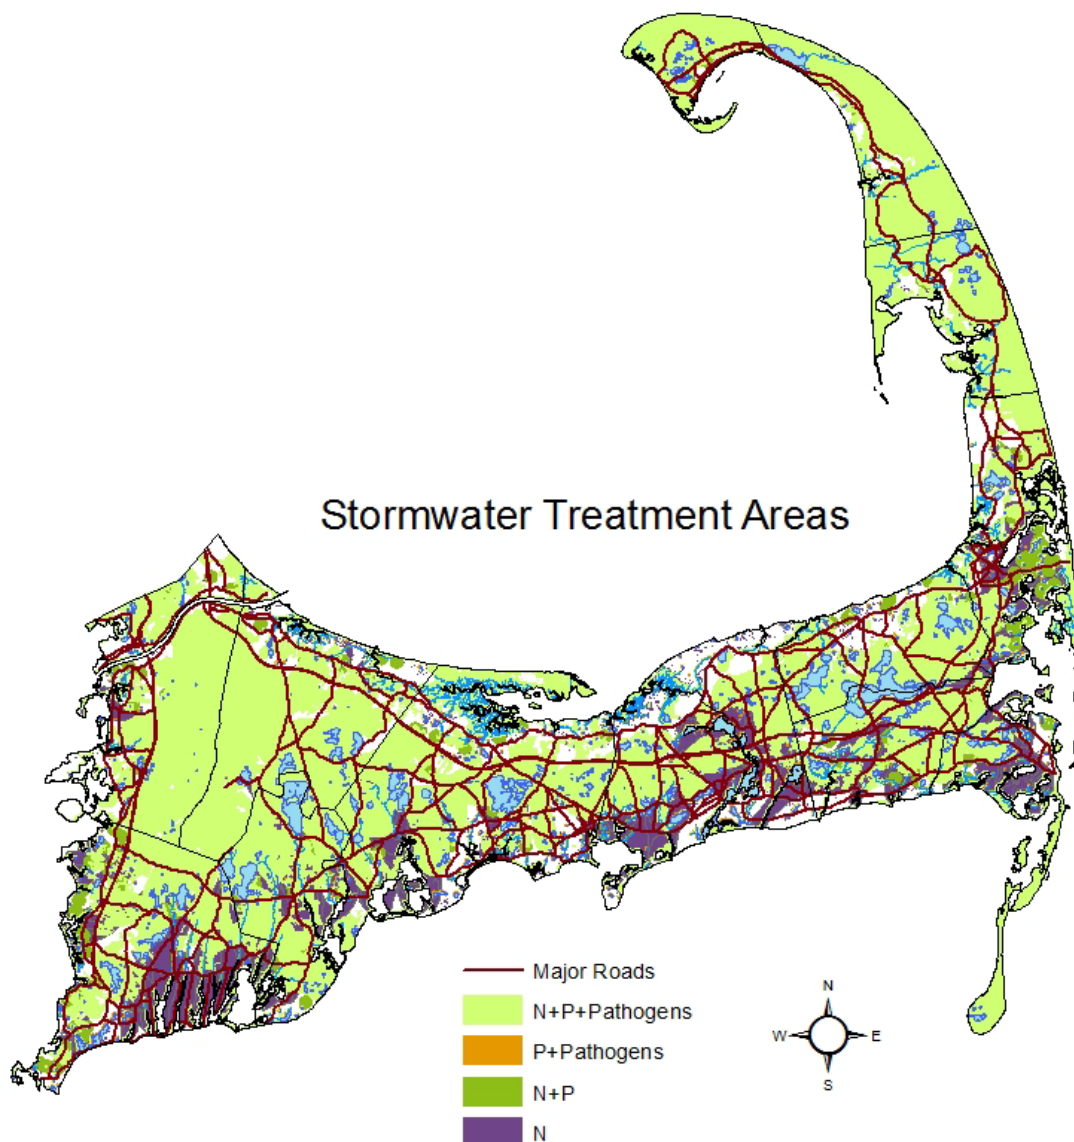 Stormwater Treatment Areas
Major Roads
N+P+Pathogens
P+Pathogens
N+P
N
N
W
E
S